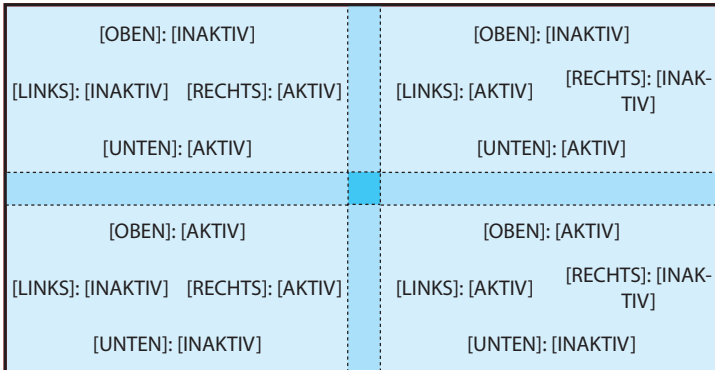 [OBEN]: [INAKTIV]
[LINKS]: [INAKTIV] [RECHTS]: [AKTIV]
[UNTEN]: [AKTIV]
[OBEN]: [INAKTIV]
[LINKS]: [AKTIV] [RECHTS]: [INAK-
TIV]
[UNTEN]: [AKTIV]
[OBEN]: [AKTIV]
[LINKS]: [INAKTIV] [RECHTS]: [AKTIV]
[UNTEN]: [INAKTIV]
[OBEN]: [AKTIV]
[LINKS]: [AKTIV] [RECHTS]: [INAK-
TIV]
[UNTEN]: [INAKTIV]